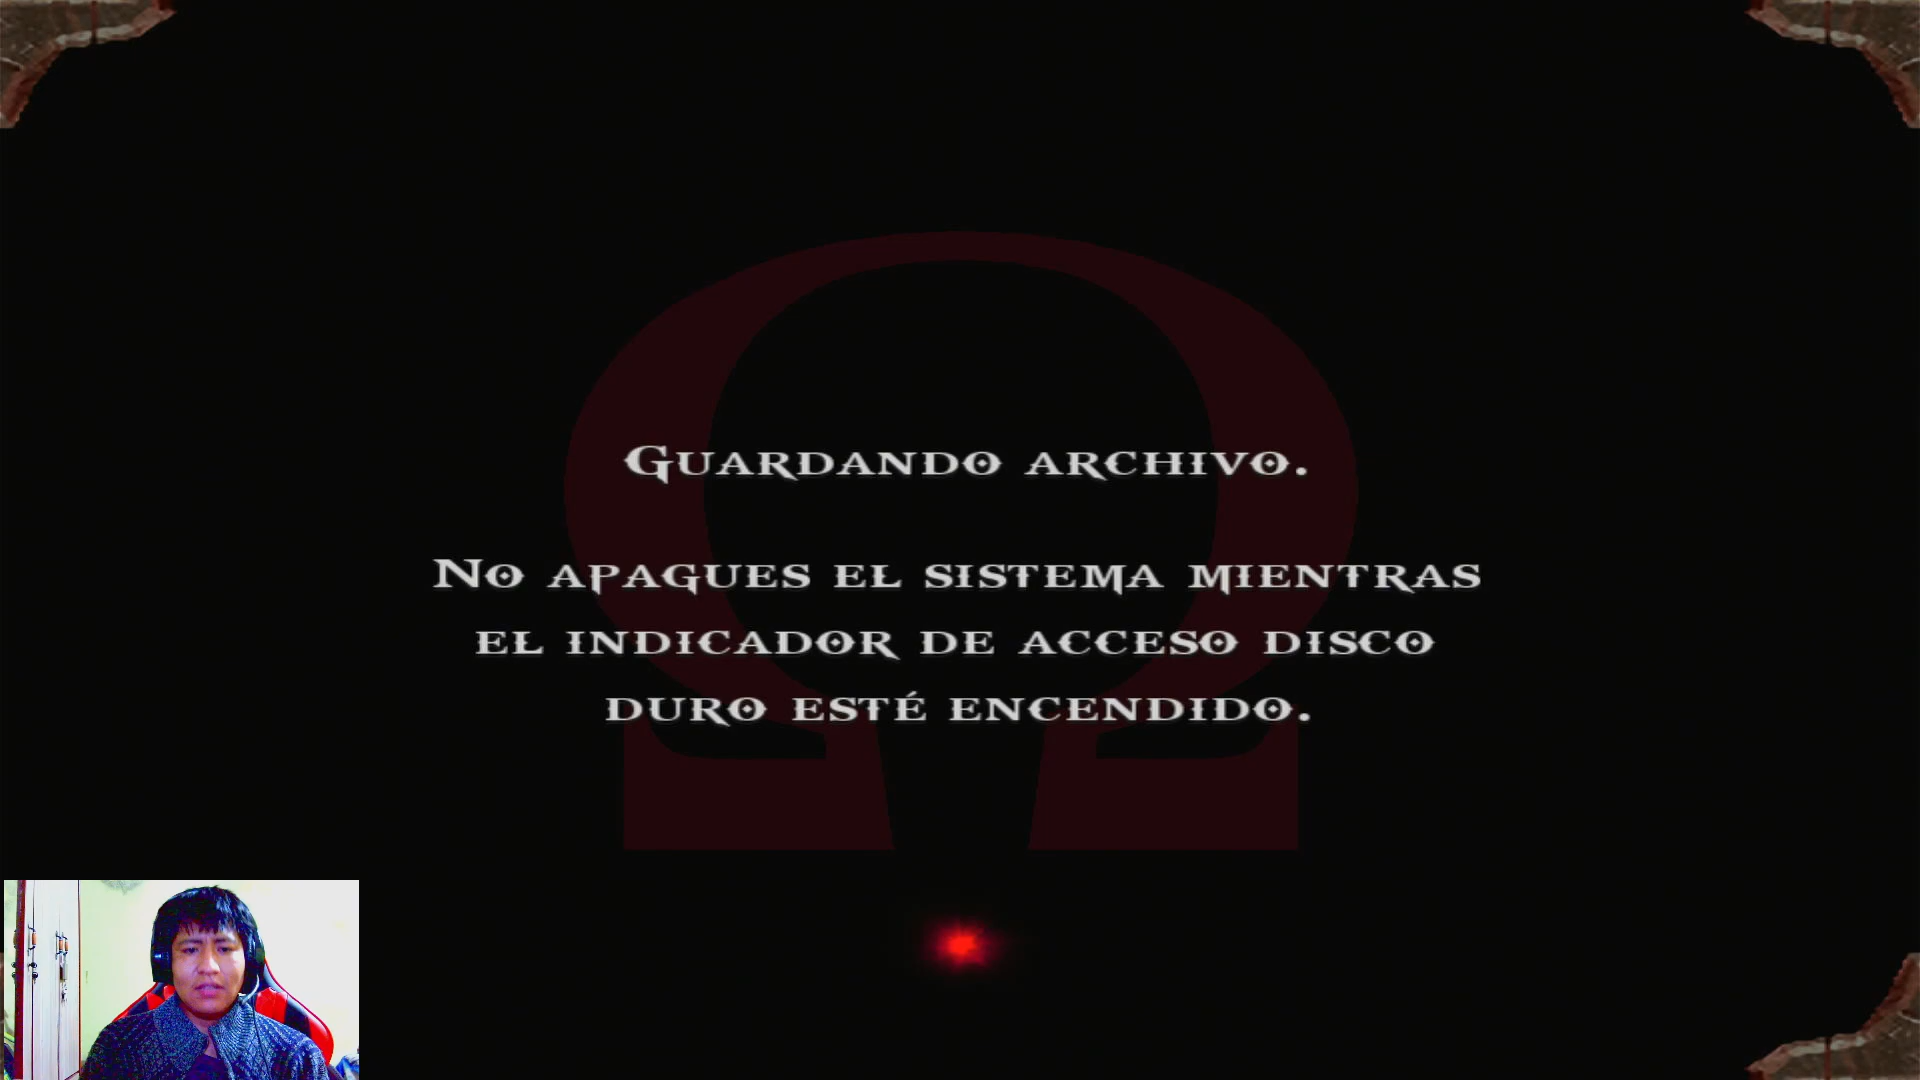 Guardando archivo.
No apagues el sistema mientras
el indicador de acceso disco
duro esté encendido.